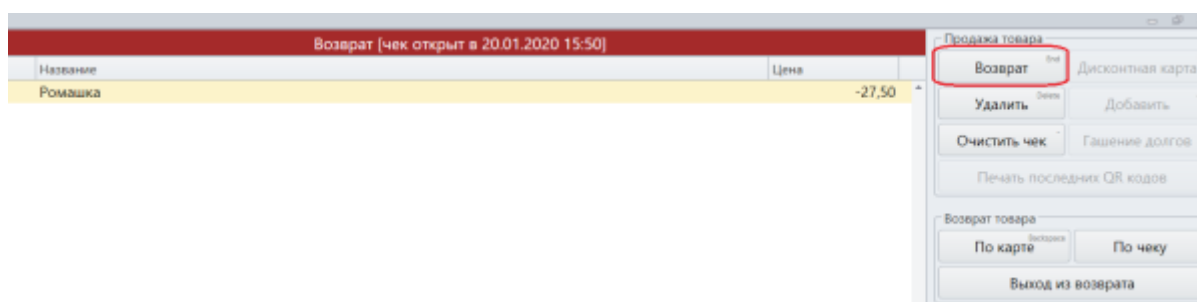 Возврат [чек открыт в 20.01.2020 15:50]
Название Цена
Ромашка -27,50
Продажа товара
Возврат End Дисконтная карта
Удалить Delete Добавить
Очистить чек Гашение долгов
Печать последних QR кодов
Возврат товара
По карте Backspace По чеку
Выход из возврата